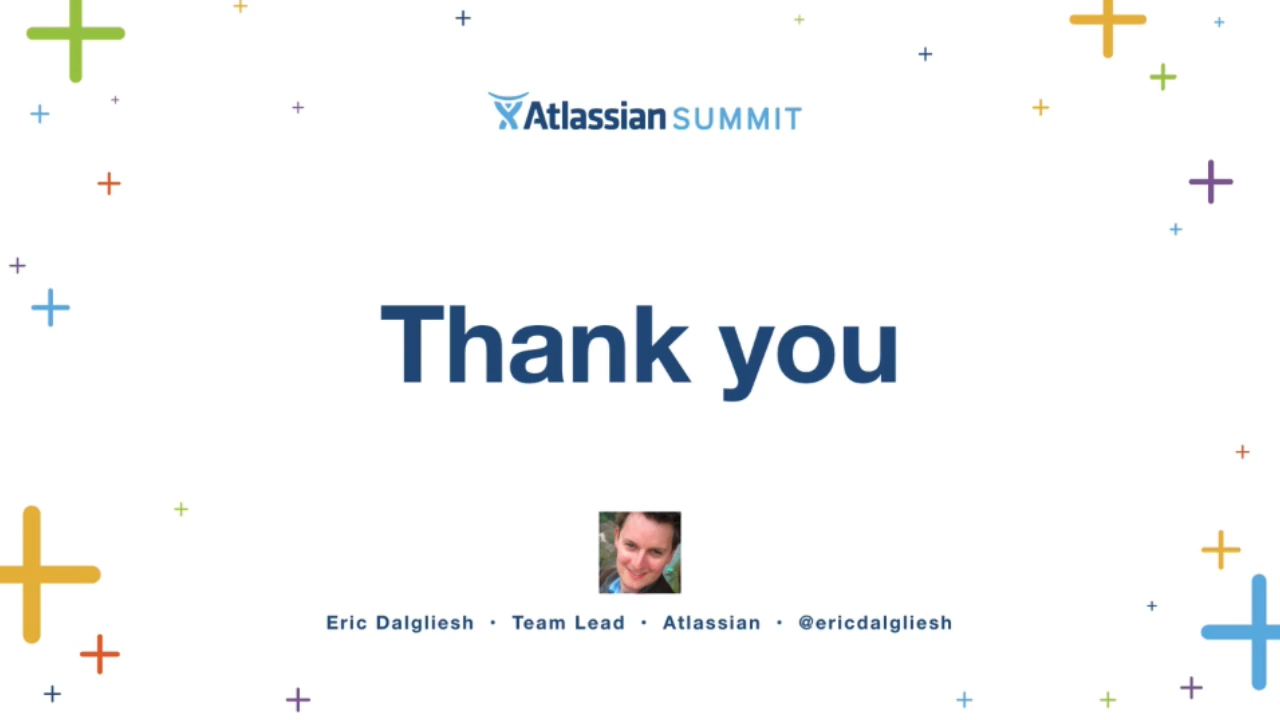 Atlassian SUMMIT
Thank you
Eric Dalgliesh • Team Lead • Atlassian • @ericdalgliesh